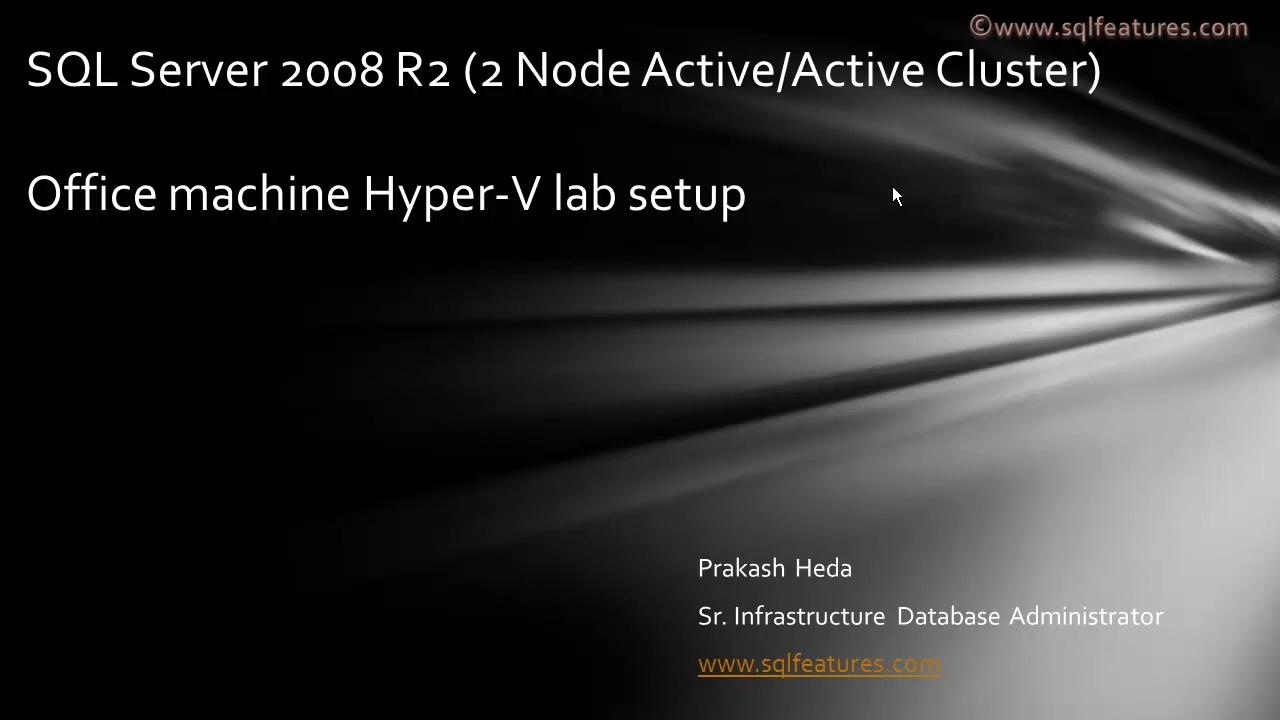 ©www.sqlfeatures.com
SQL Server 2008 R2 (2 Node Active/Active Cluster)
Office machine Hyper-V lab setup
Prakash Heda
Sr. Infrastructure Database Administrator
www.sqlfeatures.com